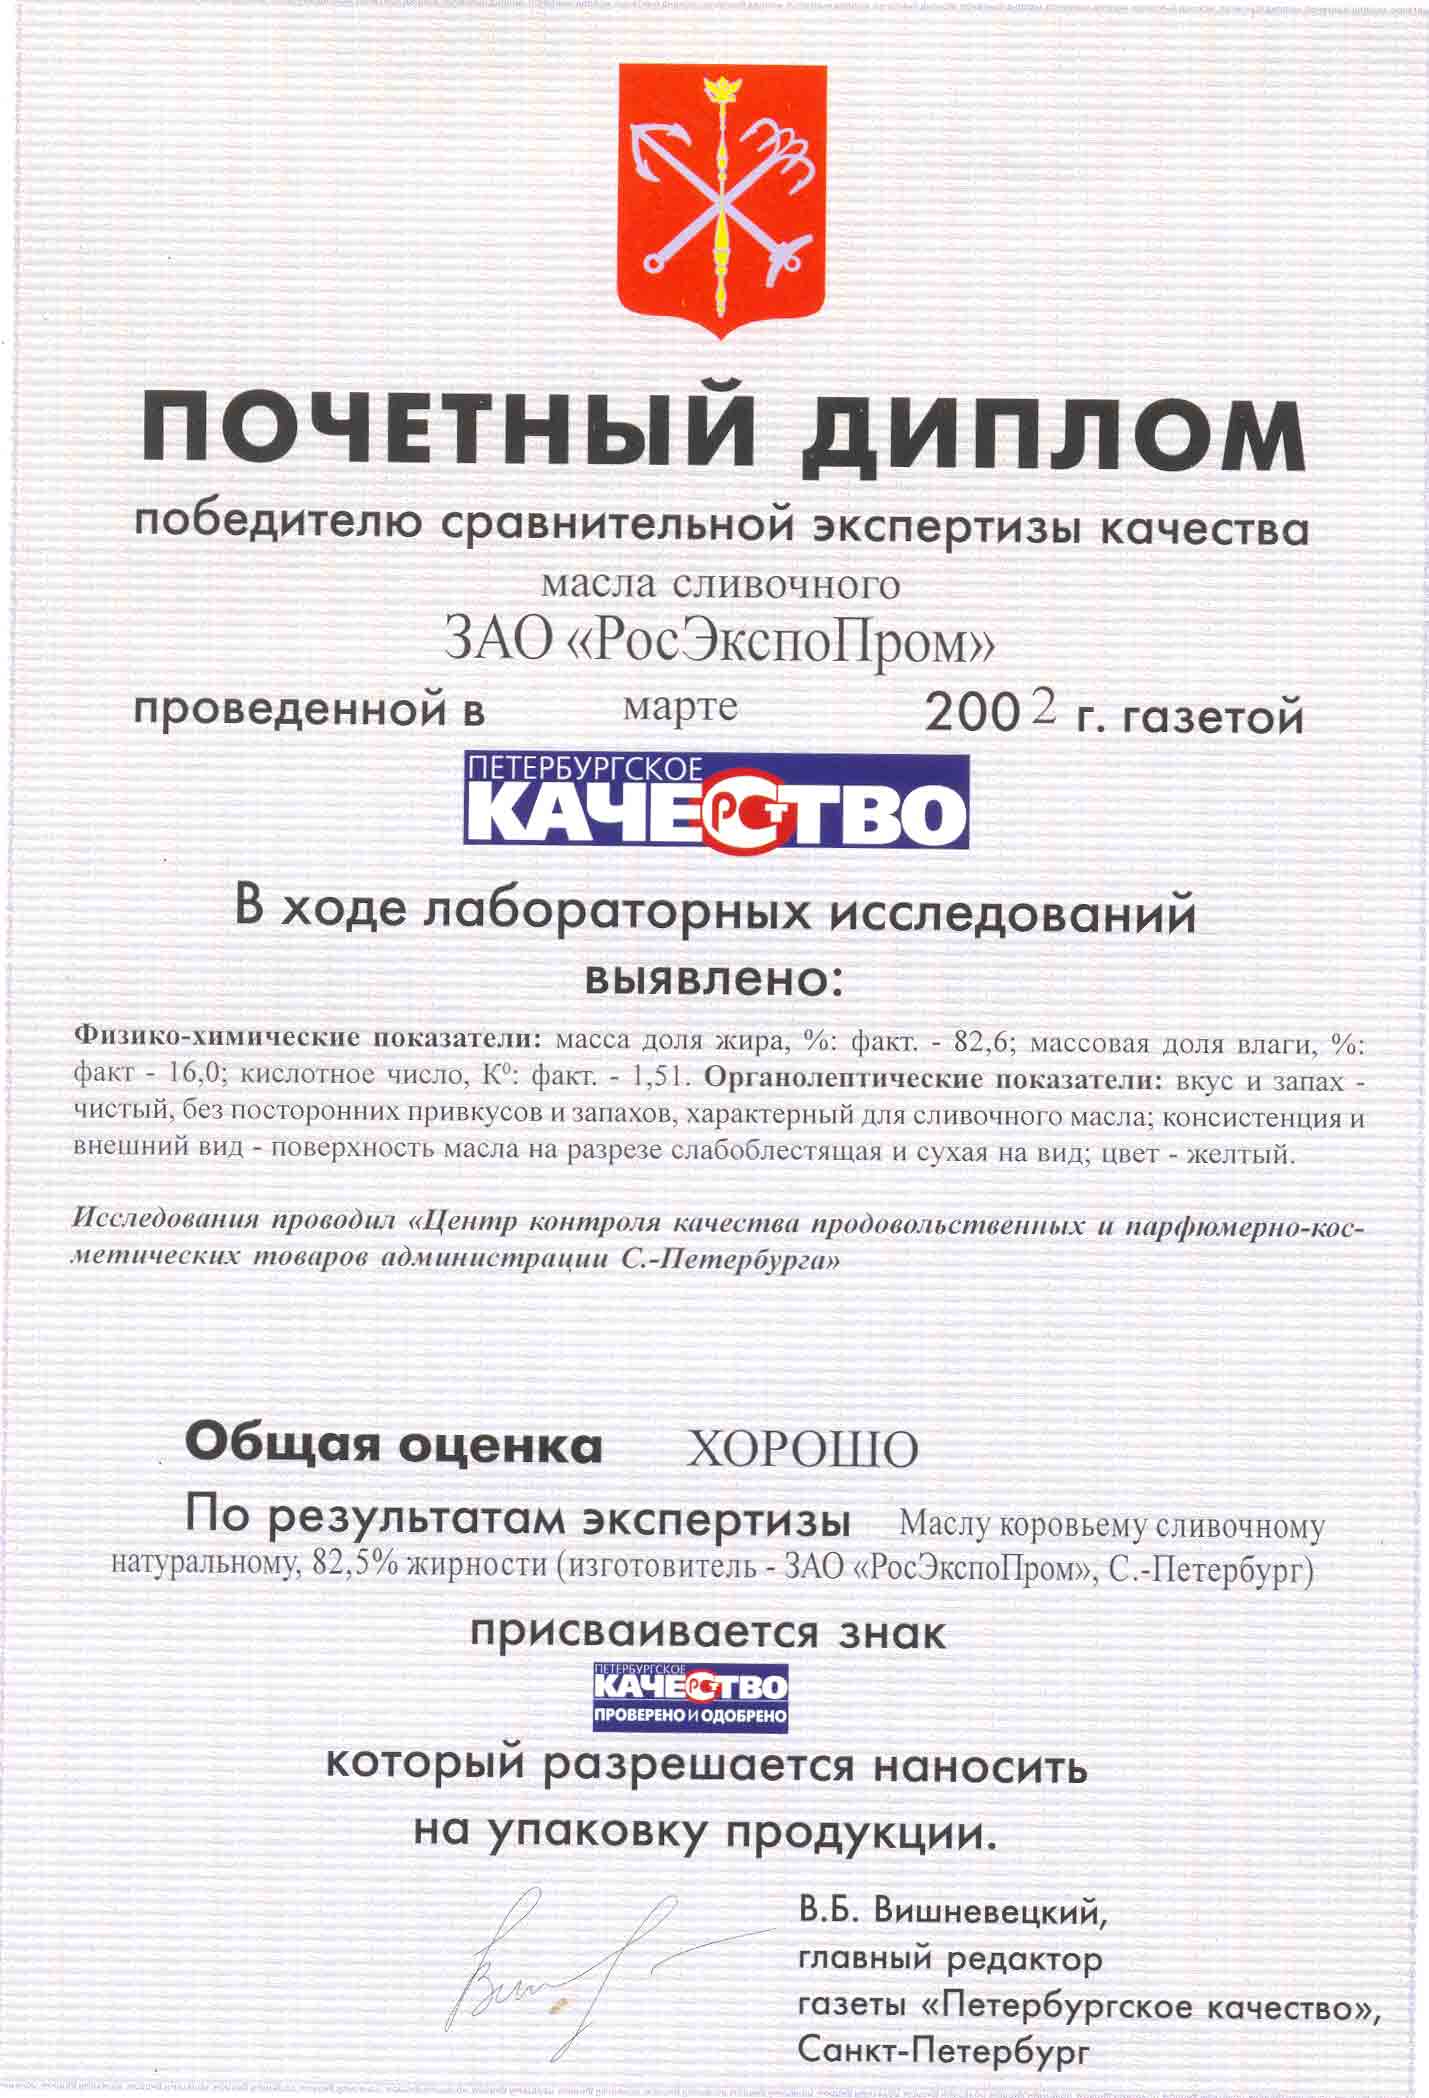 ПОЧЕТНЫЙ ДИПЛОМ
победителю сравнительной экспертизы качества
масла сливочного
ЗАО «РосЭкспоПром»
проведенной в марте 2002 г. газетой
ПЕТЕРБУРГСКОЕ
КАЧЕСТВО
В ходе лабораторных исследований
выявлено:
Физико-химические показатели: масса доля жира, %: факт. - 82,6; массовая доля влаги, %:
факт - 16,0; кислотное число, К⁰: факт. - 1,51. Органолептические показатели: вкус и запах -
чистый, без посторонних привкусов и запахов, характерный для сливочного масла; консистенция и
внешний вид - поверхность масла на разрезе слабоблестящая и сухая на вид; цвет - желтый.
Исследования проводил «Центр контроля качества продовольственных и парфюмерно-кос-
метических товаров администрации С.-Петербурга»
Общая оценка ХОРОШО
По результатам экспертизы Маслу коровьему сливочному
натуральному, 82,5% жирности (изготовитель - ЗАО «РосЭкспоПром», С.-Петербург)
присваивается знак
ПЕТЕРБУРГСКОЕ
КАЧЕСТВО
ПРОВЕРЕНО И ОДОБРЕНО
который разрешается наносить
на упаковку продукции.
В.Б. Вишневецкий,
главный редактор
газеты «Петербургское качество»,
Санкт-Петербург